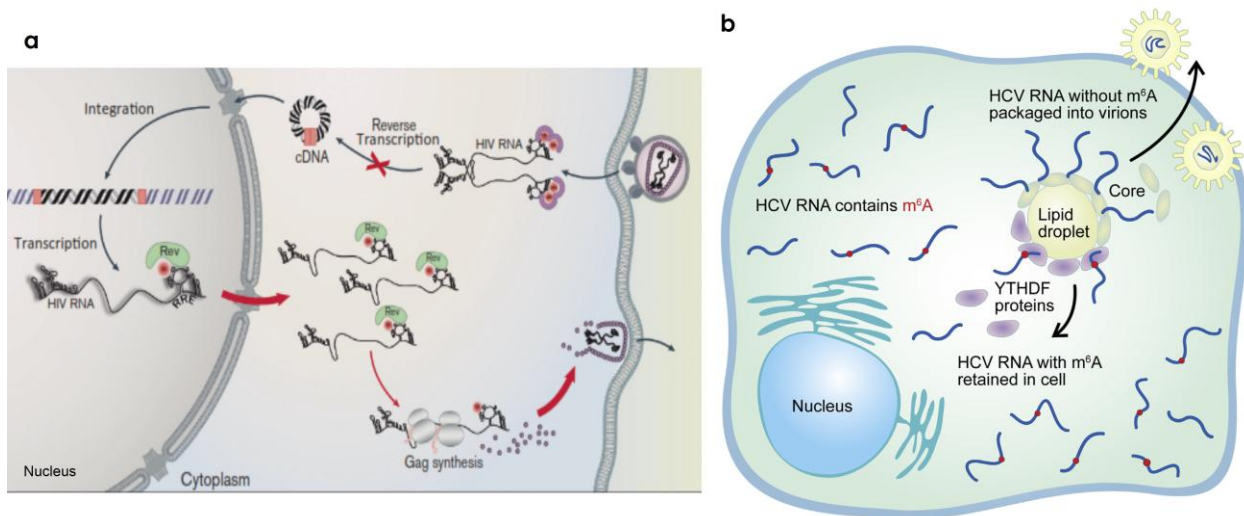 a
Integration
cDNA
Reverse
Transcription
HIV RNA
Transcription
Rev
HIV RNA
RRE
Rev
Rev
Rev
Gag synthesis
Nucleus
Cytoplasm
b
HCV RNA without m⁶A
packaged into virions
Core
HCV RNA contains m⁶A
Lipid
droplet
YTHDF
proteins
HCV RNA with m⁶A
retained in cell
Nucleus